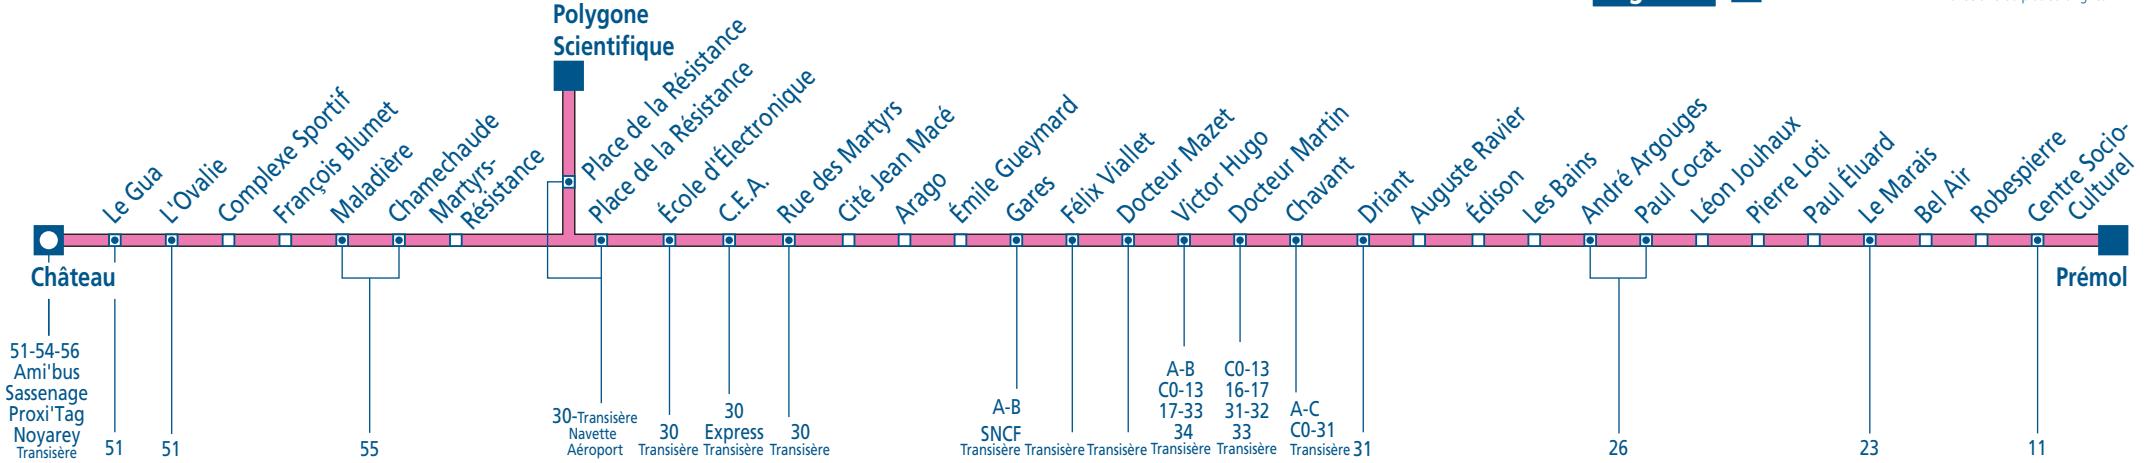 Polygone
Scientifique
Le Gua
L'Ovalie
Complexe Sportif
François Blumet
Maladière
Chamechaude
Martyrs-
Résistance
Place de la Résistance
Place de la Résistance
École d'Électronique
C.E.A.
Rue des Martyrs
Cité Jean Macé
Arago
Émile Gueymard
Gares
Félix Viallet
Docteur Mazet
Victor Hugo
Docteur Martin
Chavant
Driant
Auguste Ravier
Édison
Les Bains
André Argouges
Paul Cocat
Léon Jouhaux
Pierre Loti
Paul Éluard
Le Marais
Bel Air
Robespierre
Centre Socio-
Culturel
Château
Prémol
51-54-56
Ami'bus
Sassenage
Proxi'Tag
Noyarey
Transisère
51
51
55
30-Transisère
Navette
Aéroport
30
Transisère
30
Express
Transisère
30
Transisère
A-B
SNCF
Transisère
Transisère
Transisère
A-B
C0-13
17-33
34
Transisère
C0-13
16-17
31-32
33
Transisère
A-C
C0-31
Transisère
31
26
23
11